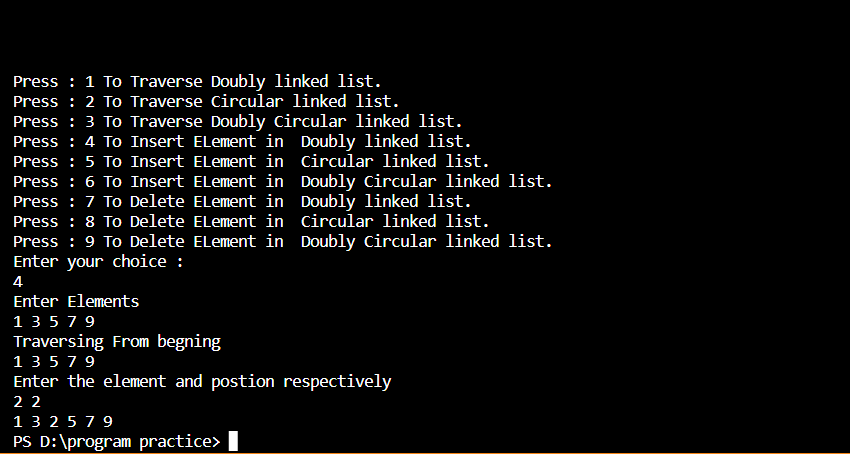 Press : 1 To Traverse Doubly linked list.
Press : 2 To Traverse Circular linked list.
Press : 3 To Traverse Doubly Circular linked list.
Press : 4 To Insert ELement in  Doubly linked list.
Press : 5 To Insert ELement in  Circular linked list.
Press : 6 To Insert ELement in  Doubly Circular linked list.
Press : 7 To Delete ELement in  Doubly linked list.
Press : 8 To Delete ELement in  Circular linked list.
Press : 9 To Delete ELement in  Doubly Circular linked list.
Enter your choice :
4
Enter Elements
1 3 5 7 9
Traversing From begning
1 3 5 7 9
Enter the element and postion respectively
2 2
1 3 2 5 7 9
PS D:\program practice>